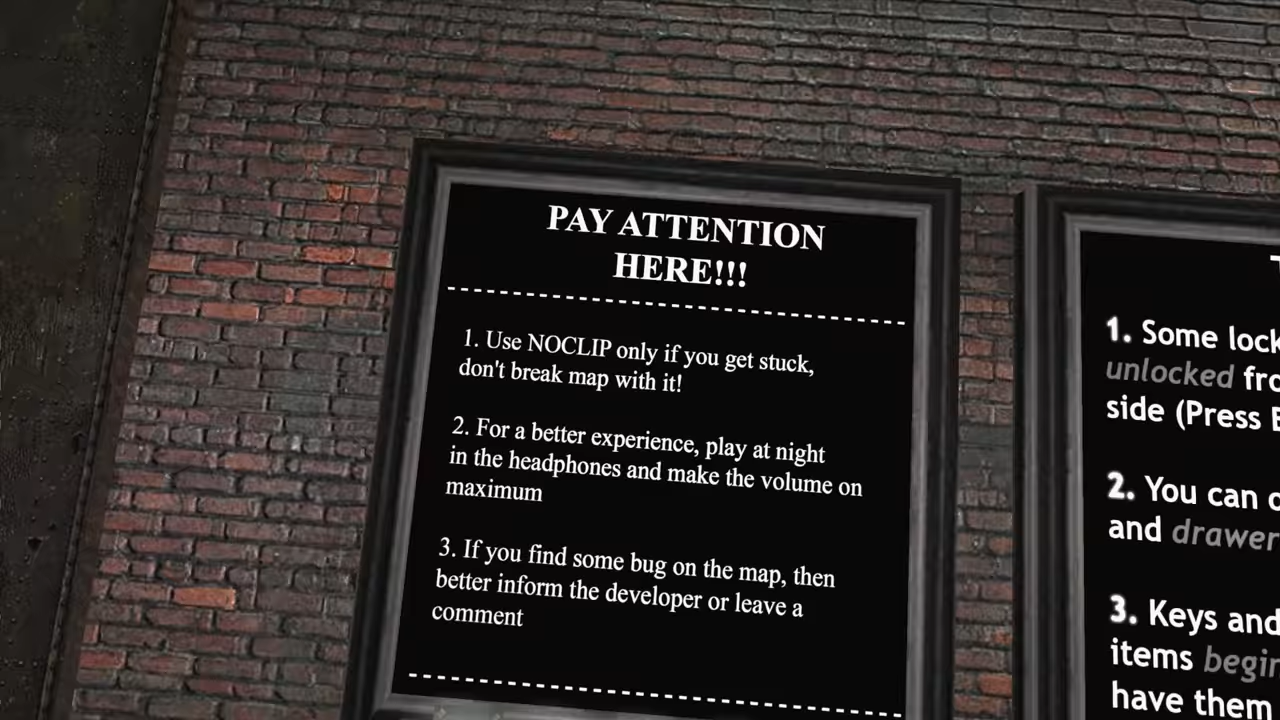 PAY ATTENTION
HERE!!!
1. Use NOCLIP only if you get stuck,
don't break map with it!
2. For a better experience, play at night
in the headphones and make the volume on
maximum
3. If you find some bug on the map, then
better inform the developer or leave a
comment
1. Some lock
unlocked
side (Press E
2. You can
and drawer
3. Keys and
items begin
have them